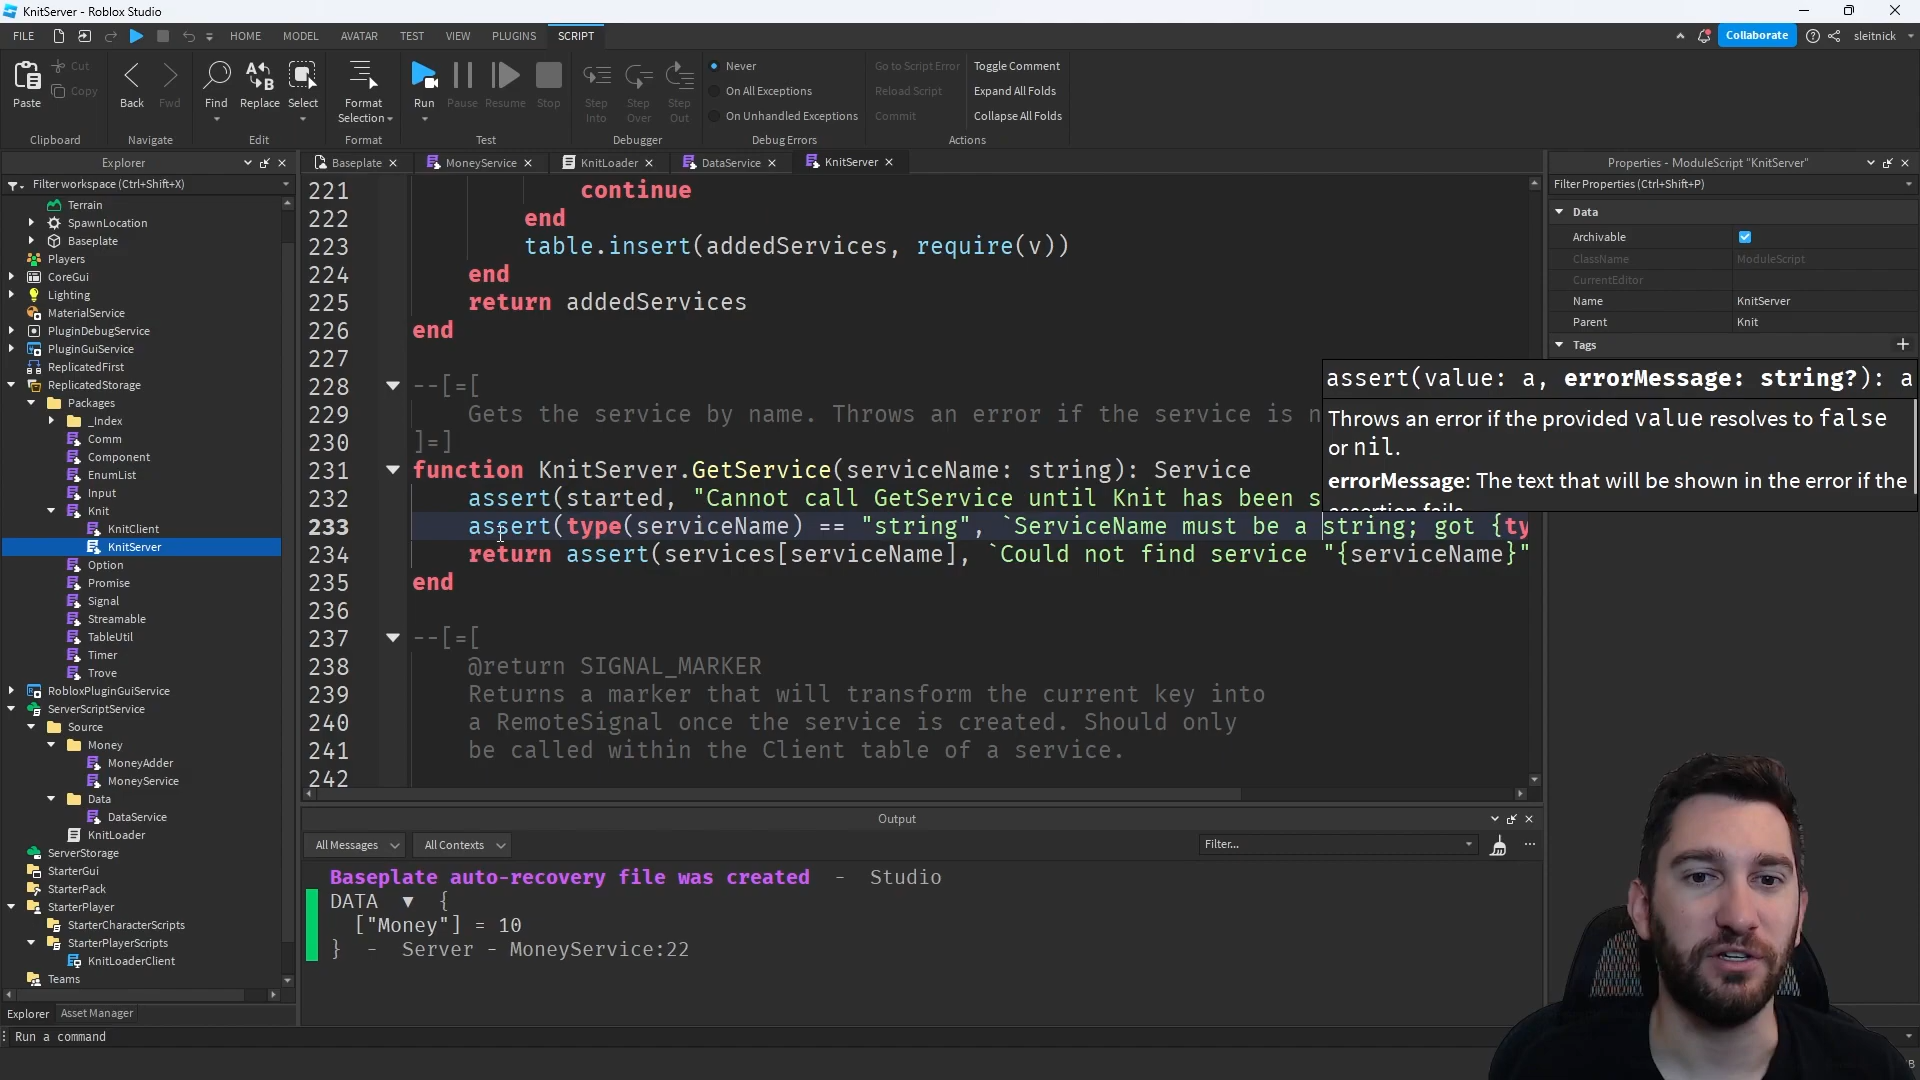 KnitServer - Roblox Studio
FILE
HOME
MODEL
AVATAR
TEST
VIEW
PLUGINS
SCRIPT
Collaborate
sleitnick
Paste
Cut
Copy
Clipboard
Back
Fwd
Navigate
Find
Replace
Select
Edit
Format
Selection
Format
Run
Pause
Resume
Stop
Test
Step
Into
Step
Over
Step
Out
Debugger
Never
On All Exceptions
On Unhandled Exceptions
Debug Errors
Go to Script Error
Reload Script
Commit
Toggle Comment
Expand All Folds
Collapse All Folds
Actions
Explorer
Filter workspace (Ctrl+Shift+X)
Terrain
SpawnLocation
Baseplate
Players
CoreGui
Lighting
MaterialService
PluginDebugService
PluginGuiService
ReplicatedFirst
ReplicatedStorage
Packages
_Index
Comm
Component
EnumList
Input
Knit
KnitClient
KnitServer
Option
Promise
Signal
Streamable
TableUtil
Timer
Trove
RobloxPluginGuiService
ServerScriptService
Source
Money
MoneyAdder
MoneyService
Data
DataService
KnitLoader
ServerStorage
StarterGui
StarterPack
StarterPlayer
StarterCharacterScripts
StarterPlayerScripts
KnitLoaderClient
Teams
Explorer
Asset Manager
Run a command
Baseplate
MoneyService
KnitLoader
DataService
KnitServer
221 continue
222 end
223 table.insert(addedServices, require(v))
224 end
225 return addedServices
226 end
227
228 --[=[
229 Gets the service by name. Throws an error if the service is n
230 ]=]
231 function KnitServer.GetService(serviceName: string): Service
232 assert(started, "Cannot call GetService until Knit has been s
233 assert(type(serviceName) == "string", `ServiceName must be a string; got {ty
234 return assert(services[serviceName], `Could not find service "{serviceName}"
235 end
236
237 --[=[
238 @return SIGNAL_MARKER
239 Returns a marker that will transform the current key into
240 a RemoteSignal once the service is created. Should only
241 be called within the Client table of a service.
242
assert(value: a, errorMessage: string?): a
Throws an error if the provided value resolves to false
or nil.
errorMessage: The text that will be shown in the error if the
assertion fails
Output
All Messages
All Contexts
Filter...
Baseplate auto-recovery file was created - Studio
DATA ▼ {
["Money"] = 10
} - Server - MoneyService:22
Properties - ModuleScript "KnitServer"
Filter Properties (Ctrl+Shift+P)
Data
Archivable
ClassName ModuleScript
CurrentEditor
Name KnitServer
Parent Knit
Tags